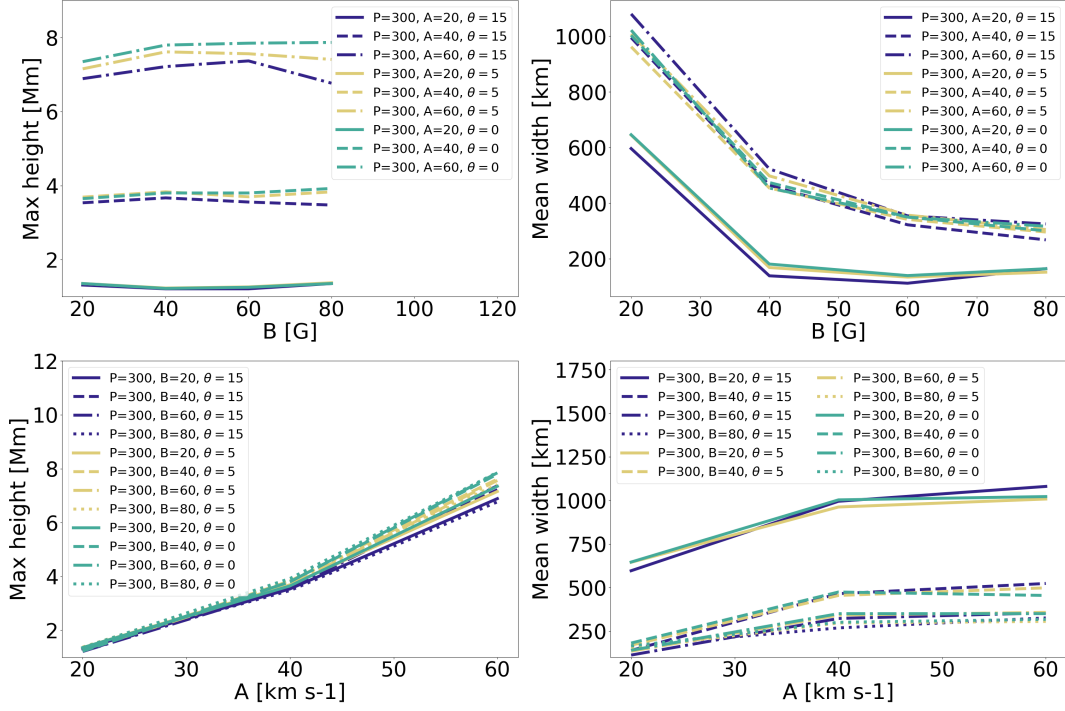 Max height [Mm]
8
6
4
2
20 40 60 80 100 120
B [G]
P=300, A=20, θ = 15
P=300, A=40, θ = 15
P=300, A=60, θ = 15
P=300, A=20, θ = 5
P=300, A=40, θ = 5
P=300, A=60, θ = 5
P=300, A=20, θ = 0
P=300, A=40, θ = 0
P=300, A=60, θ = 0
Mean width [km]
1000
800
600
400
200
20 30 40 50 60 70 80
B [G]
P=300, A=20, θ = 15
P=300, A=40, θ = 15
P=300, A=60, θ = 15
P=300, A=20, θ = 5
P=300, A=40, θ = 5
P=300, A=60, θ = 5
P=300, A=20, θ = 0
P=300, A=40, θ = 0
P=300, A=60, θ = 0
Max height [Mm]
12
10
8
6
4
2
20 30 40 50 60
A [km s-1]
P=300, B=20, θ = 15
P=300, B=40, θ = 15
P=300, B=60, θ = 15
P=300, B=80, θ = 15
P=300, B=20, θ = 5
P=300, B=40, θ = 5
P=300, B=60, θ = 5
P=300, B=80, θ = 5
P=300, B=20, θ = 0
P=300, B=40, θ = 0
P=300, B=60, θ = 0
P=300, B=80, θ = 0
Mean width [km]
1750
1500
1250
1000
750
500
250
20 30 40 50 60
A [km s-1]
P=300, B=20, θ = 15
P=300, B=40, θ = 15
P=300, B=60, θ = 15
P=300, B=80, θ = 15
P=300, B=20, θ = 5
P=300, B=40, θ = 5
P=300, B=60, θ = 5
P=300, B=80, θ = 5
P=300, B=20, θ = 0
P=300, B=40, θ = 0
P=300, B=60, θ = 0
P=300, B=80, θ = 0